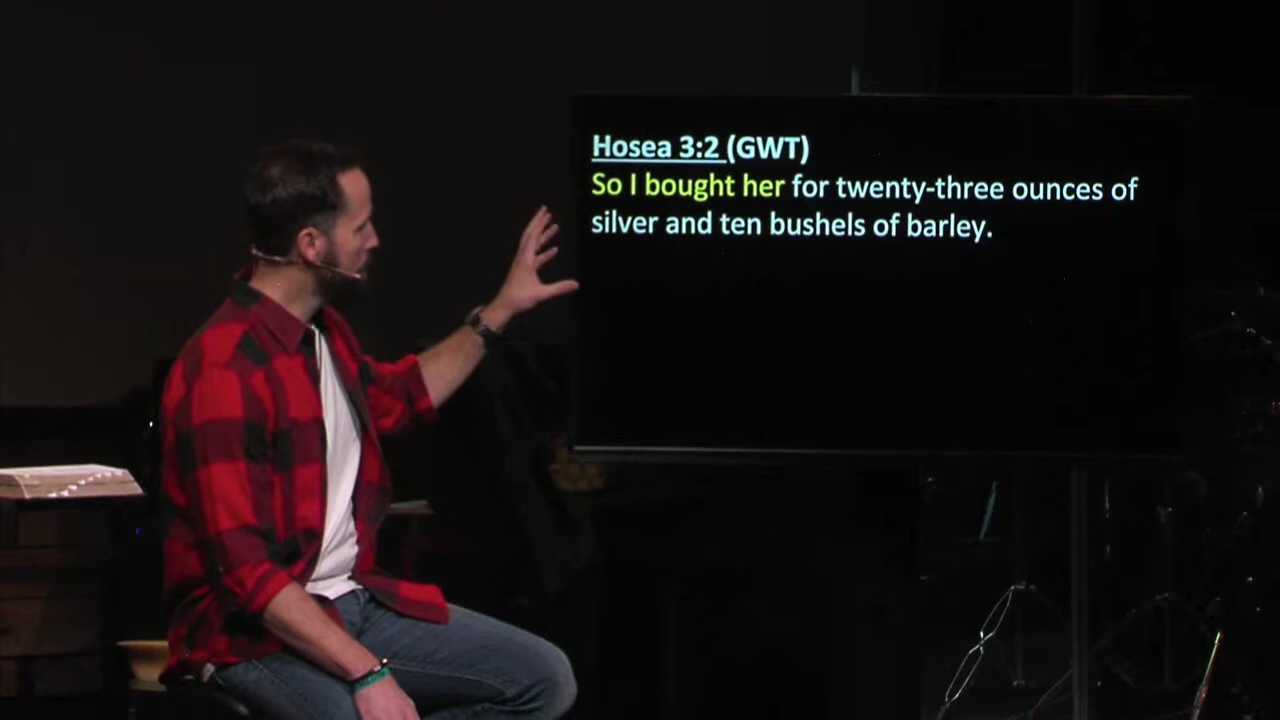 Hosea 3:2 (GWT)
So I bought her for twenty-three ounces of
silver and ten bushels of barley.